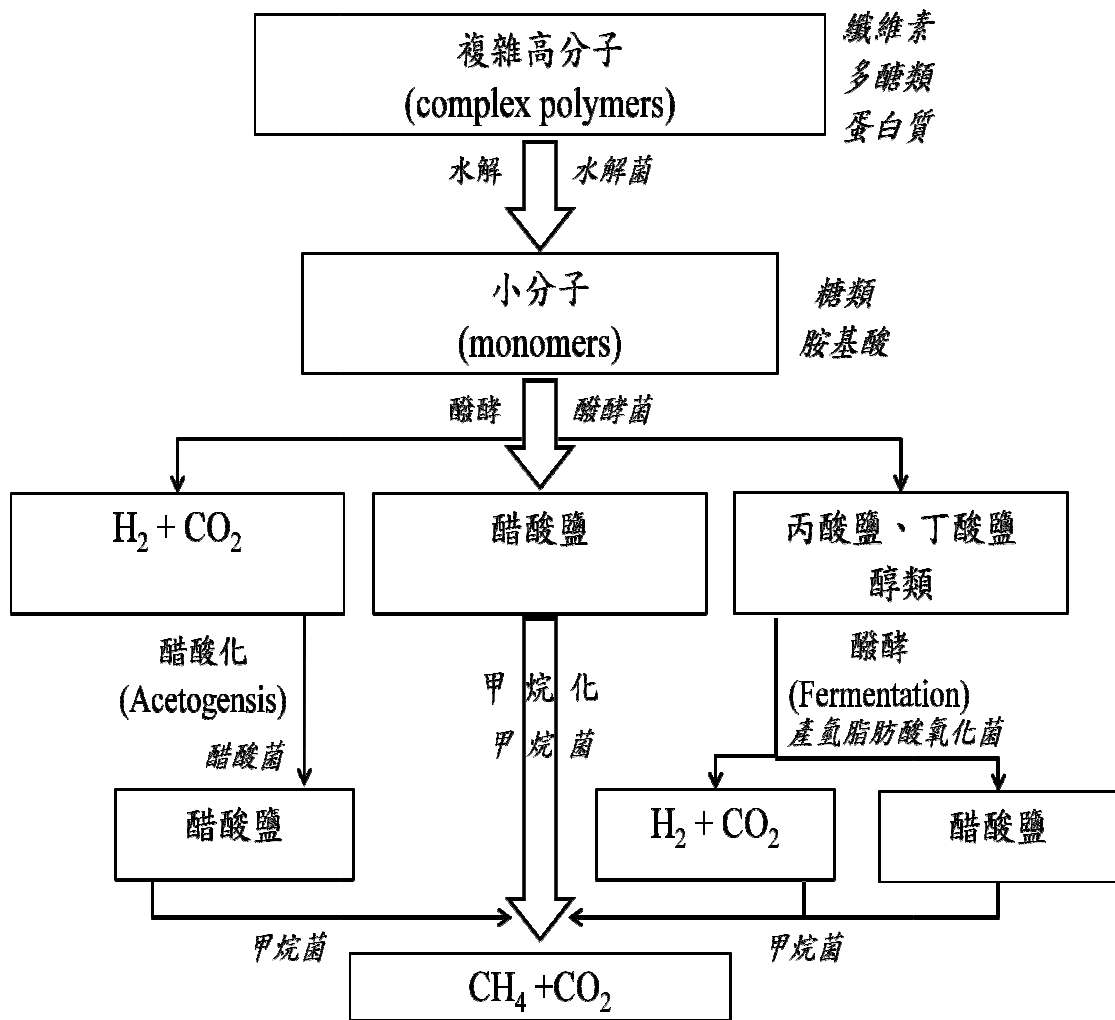 複雜高分子
(complex polymers)
纖維素
多醣類
蛋白質
水解
水解菌
小分子
(monomers)
糖類
胺基酸
醱酵
醱酵菌
H₂ + CO₂
醋酸鹽
丙酸鹽、丁酸鹽
醇類
醋酸化
(Acetogensis)
醋酸菌
甲烷化
甲烷菌
醱酵
(Fermentation)
產氫脂肪酸氧化菌
醋酸鹽
H₂ + CO₂
醋酸鹽
甲烷菌
甲烷菌
CH₄ +CO₂